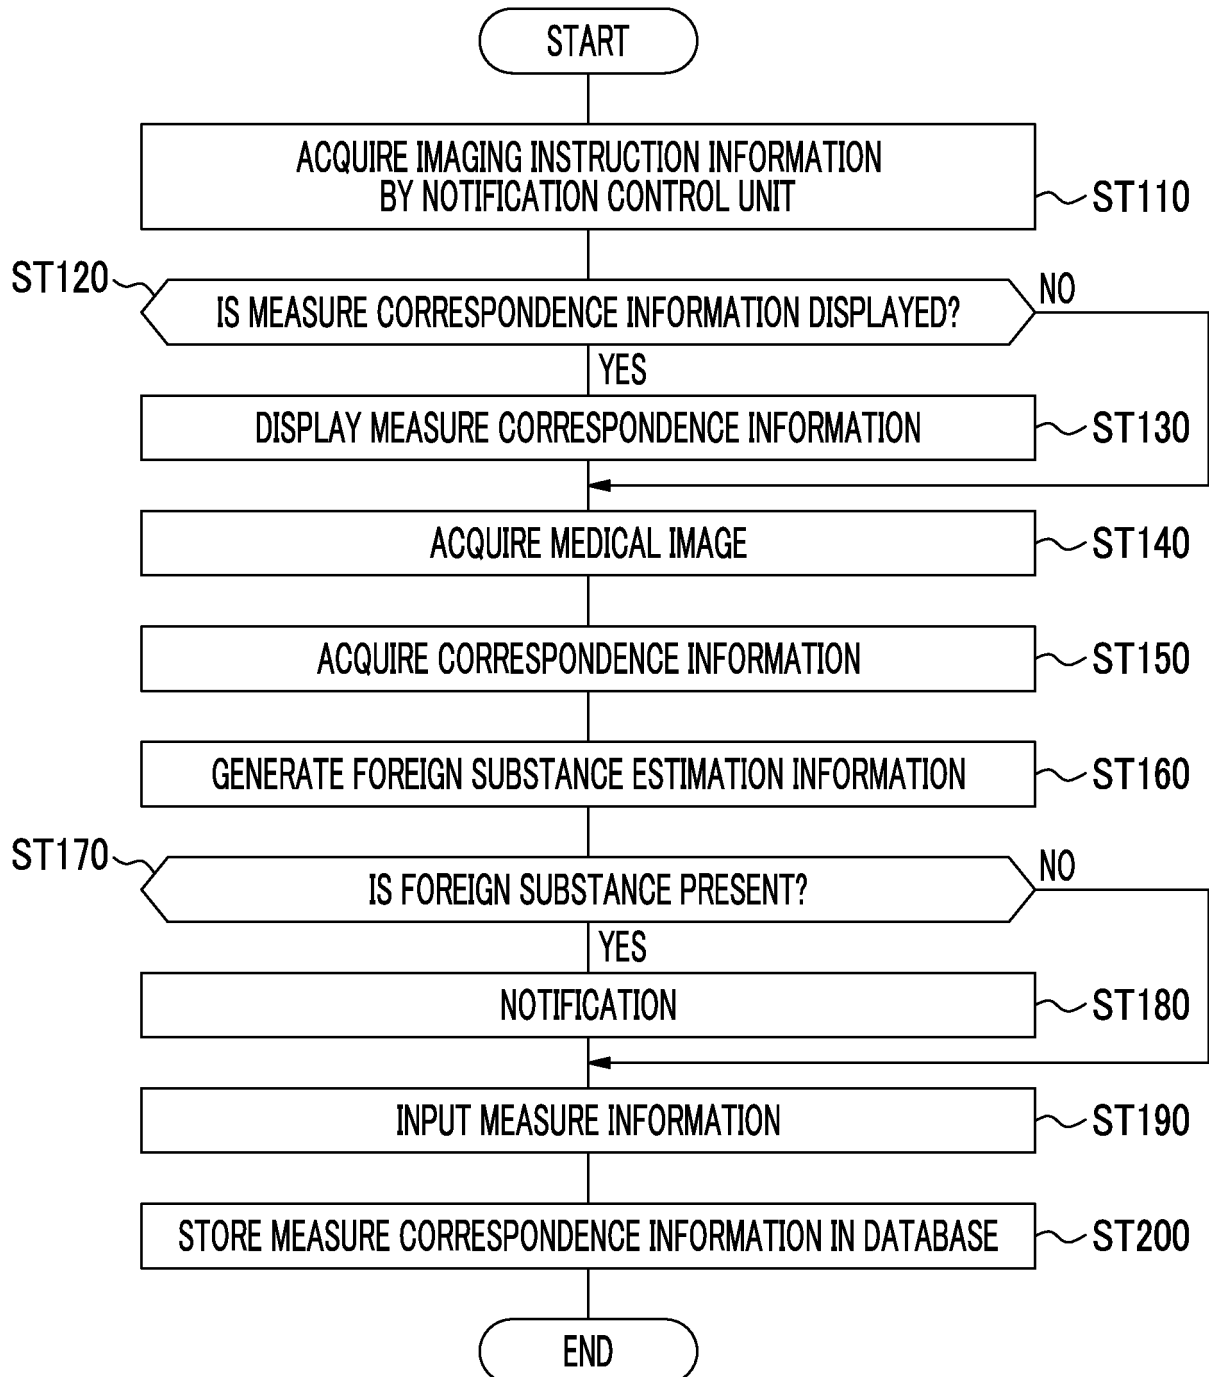 START
ACQUIRE IMAGING INSTRUCTION INFORMATION
BY NOTIFICATION CONTROL UNIT
ST110
ST120
IS MEASURE CORRESPONDENCE INFORMATION DISPLAYED?
NO
YES
DISPLAY MEASURE CORRESPONDENCE INFORMATION
ST130
ACQUIRE MEDICAL IMAGE
ST140
ACQUIRE CORRESPONDENCE INFORMATION
ST150
GENERATE FOREIGN SUBSTANCE ESTIMATION INFORMATION
ST160
ST170
IS FOREIGN SUBSTANCE PRESENT?
NO
YES
NOTIFICATION
ST180
INPUT MEASURE INFORMATION
ST190
STORE MEASURE CORRESPONDENCE INFORMATION IN DATABASE
ST200
END